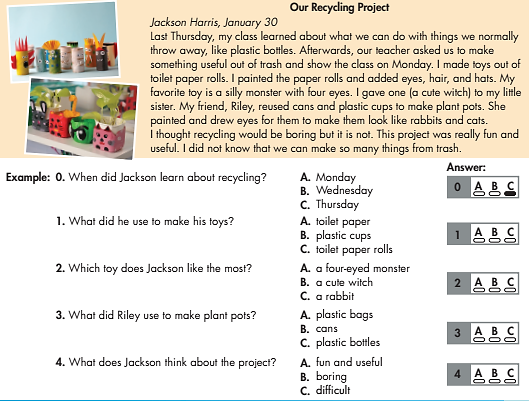 Our Recycling Project
Jackson Harris, January 30
Last Thursday, my class learned about what we can do with things we normally
throw away, like plastic bottles. Afterwards, our teacher asked us to make
something useful out of trash and show the class on Monday. I made toys out of
toilet paper rolls. I painted the paper rolls and added eyes, hair, and hats. My
favorite toy is a silly monster with four eyes. I gave one (a cute witch) to my little
sister. My friend, Riley, reused cans and plastic cups to make plant pots. She
painted and drew eyes for them to make them look like rabbits and cats.
I thought recycling would be boring but it is not. This project was really fun and
useful. I did not know that we can make so many things from trash.
Answer:
Example: 0. When did Jackson learn about recycling?
A. Monday
B. Wednesday
C. Thursday
0 A B C
1. What did he use to make his toys?
A. toilet paper
B. plastic cups
C. toilet paper rolls
1 A B C
2. Which toy does Jackson like the most?
A. a four-eyed monster
B. a cute witch
C. a rabbit
2 A B C
3. What did Riley use to make plant pots?
A. plastic bags
B. cans
C. plastic bottles
3 A B C
4. What does Jackson think about the project?
A. fun and useful
B. boring
C. difficult
4 A B C